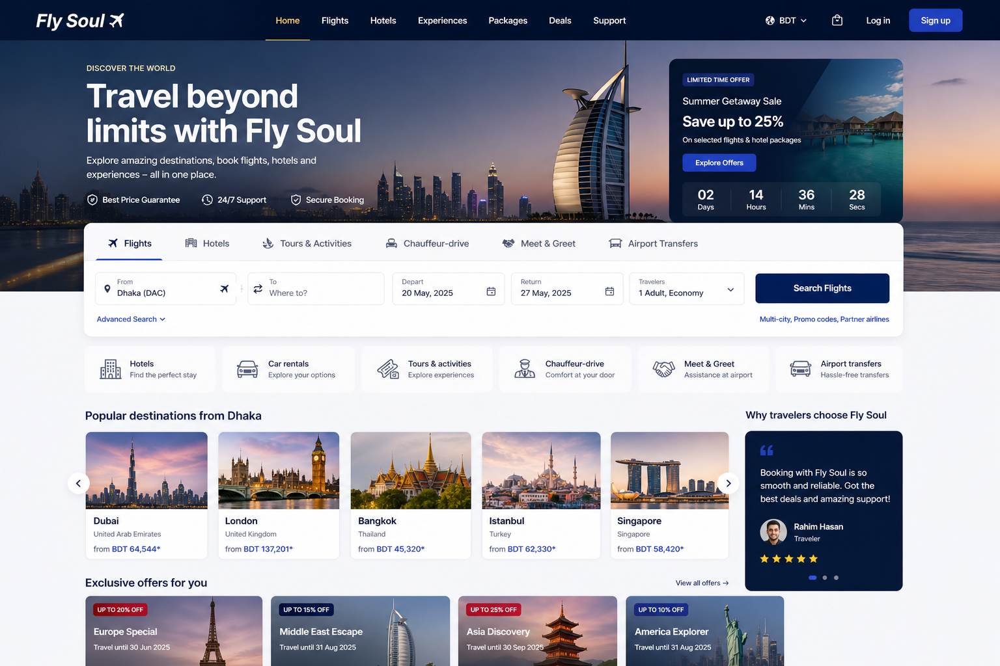 Fly Soul
Home
Flights
Hotels
Experiences
Packages
Deals
Support
BDT
Log in
Sign up
DISCOVER THE WORLD
Travel beyond
limits with Fly Soul
Explore amazing destinations, book flights, hotels and
experiences – all in one place.
Best Price Guarantee
24/7 Support
Secure Booking
LIMITED TIME OFFER
Summer Getaway Sale
Save up to 25%
On selected flights & hotel packages
Explore Offers
02
14
36
28
Days
Hours
Mins
Secs
Flights
Hotels
Tours & Activities
Chauffeur-drive
Meet & Greet
Airport Transfers
From
Dhaka (DAC)
To
Where to?
Depart
20 May, 2025
Return
27 May, 2025
Travelers
1 Adult, Economy
Search Flights
Advanced Search
Multi-city, Promo codes, Partner airlines
Hotels
Find the perfect stay
Car rentals
Explore your options
Tours & activities
Explore experiences
Chauffeur-drive
Comfort at your door
Meet & Greet
Assistance at airport
Airport transfers
Hassle-free transfers
Popular destinations from Dhaka
Dubai
United Arab Emirates
from BDT 64,544*
London
United Kingdom
from BDT 137,201*
Bangkok
Thailand
from BDT 45,320*
Istanbul
Turkey
from BDT 62,330*
Singapore
Singapore
from BDT 58,420*
Why travelers choose Fly Soul
“
Booking with Fly Soul is so
smooth and reliable. Got the
best deals and amazing support!
Rahim Hasan
Traveler
Exclusive offers for you
View all offers →
UP TO 20% OFF
Europe Special
Travel until 30 Jun 2025
UP TO 15% OFF
Middle East Escape
Travel until 31 Aug 2025
UP TO 25% OFF
Asia Discovery
Travel until 30 Sep 2025
UP TO 10% OFF
America Explorer
Travel until 31 Aug 2025